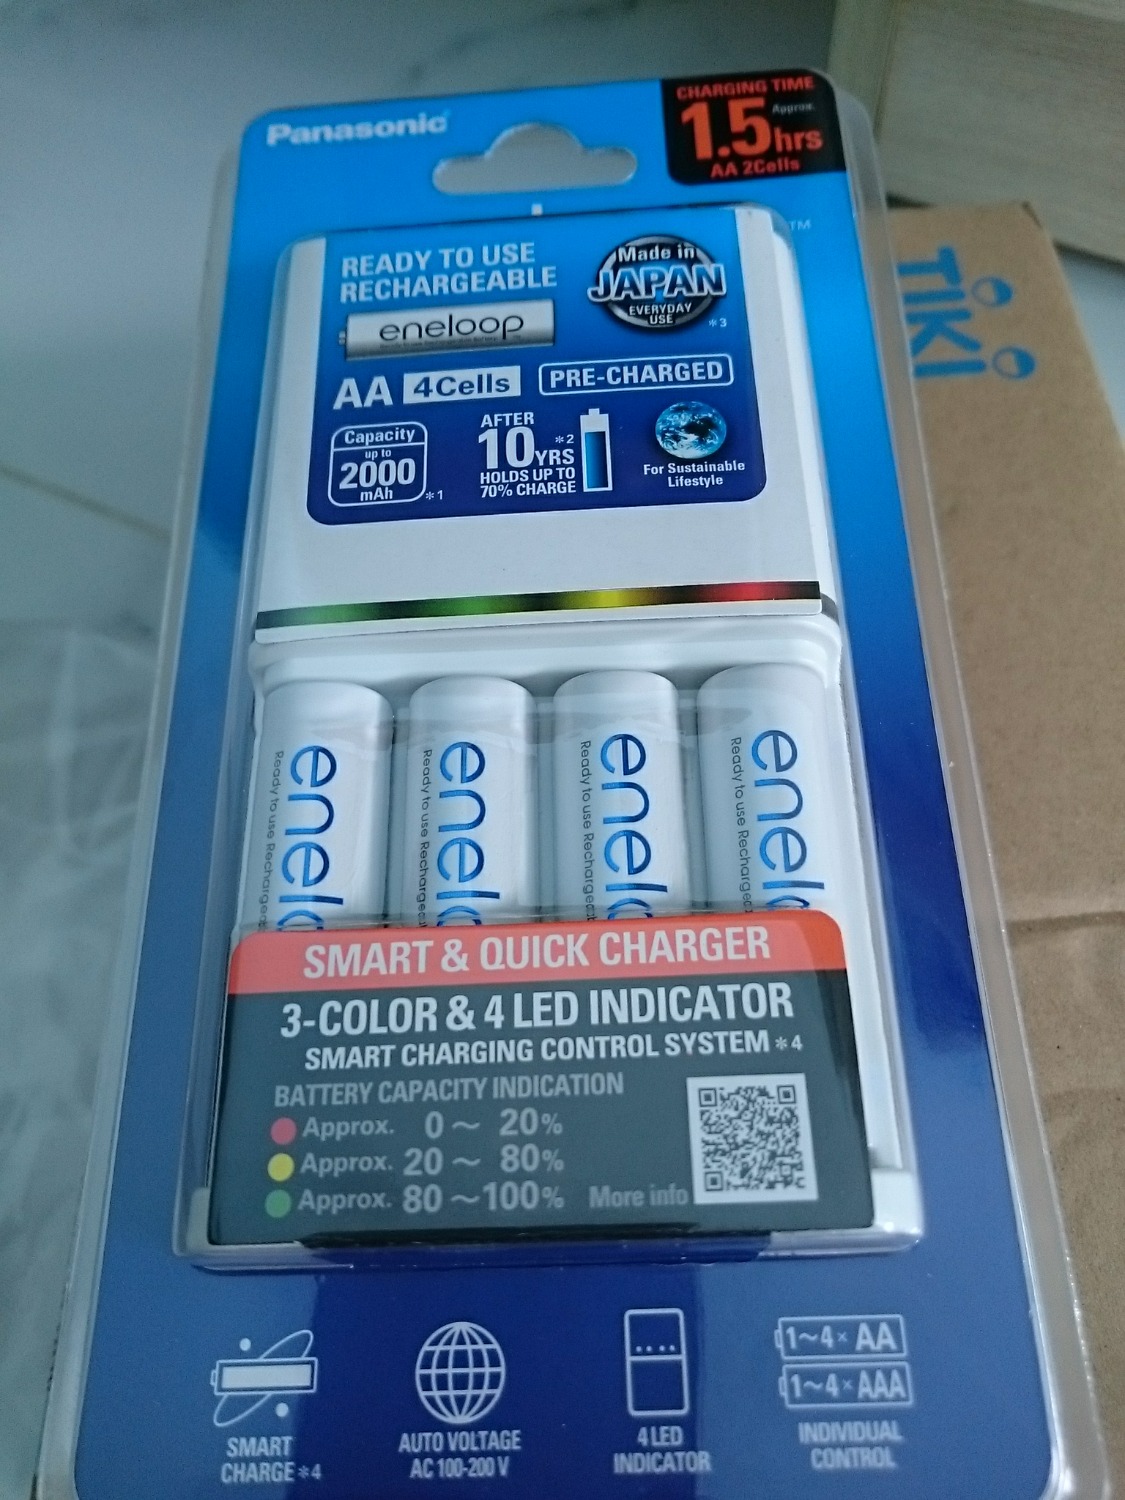 Panasonic
CHARGING TIME
Approx.
1.5hrs
AA 2Cells
TM
READY TO USE
RECHARGEABLE
eneloop
Made in
JAPAN
EVERYDAY
USE
*3
AA 4Cells PRE-CHARGED
Capacity
up to
2000
mAh
*1
AFTER
10YRS *2
HOLDS UP TO
70% CHARGE
For Sustainable
Lifestyle
TIKI
enelo
Ready to use Rechargea
enelo
Ready to use Rechargea
enelo
Ready to use Rechargeab
enelo
Ready to use Rechargea
SMART & QUICK CHARGER
3-COLOR & 4 LED INDICATOR
SMART CHARGING CONTROL SYSTEM *4
BATTERY CAPACITY INDICATION
Approx. 0 ~ 20%
Approx. 20 ~ 80%
Approx. 80 ~100%
More info
SMART
CHARGE *4
AUTO VOLTAGE
AC 100-200 V
4 LED
INDICATOR
1~4 × AA
1~4 × AAA
INDIVIDUAL
CONTROL